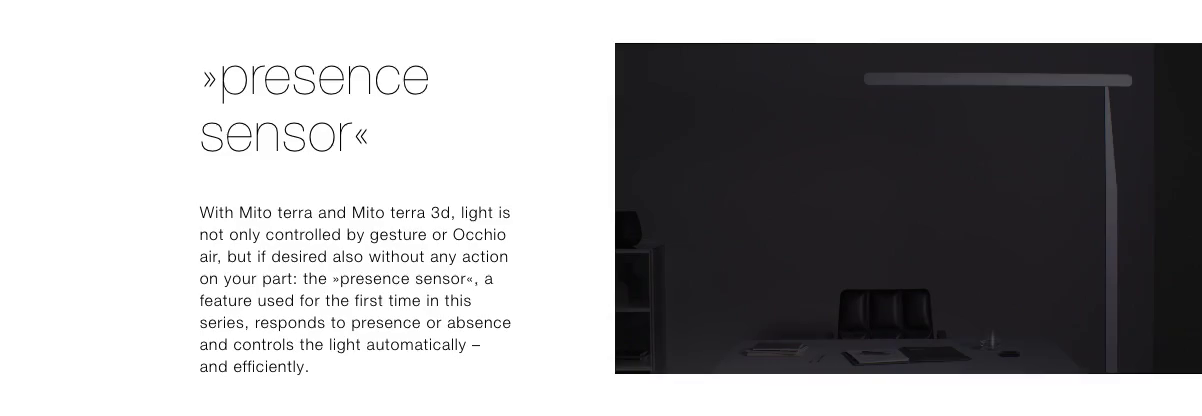 »presence
sensor«
With Mito terra and Mito terra 3d, light is
not only controlled by gesture or Occhio
air, but if desired also without any action
on your part: the »presence sensor«, a
feature used for the first time in this
series, responds to presence or absence
and controls the light automatically –
and efficiently.